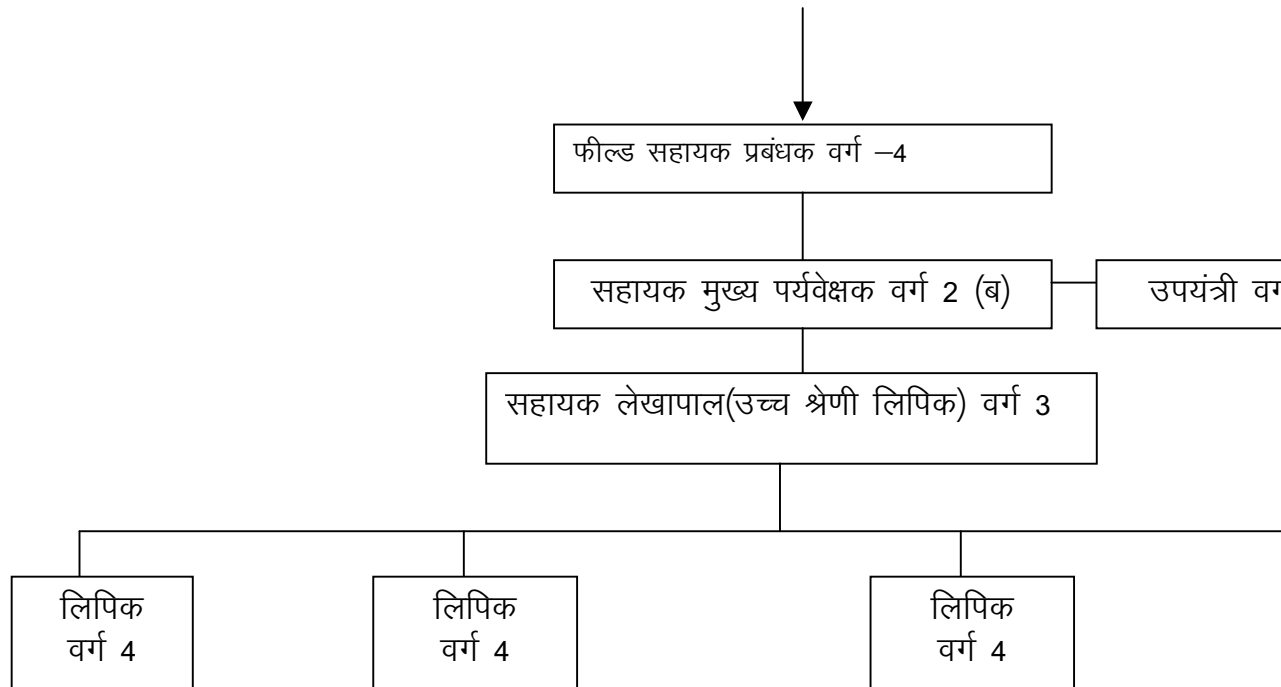 फील्ड सहायक प्रबंधक वर्ग –4
सहायक मुख्य पर्यवेक्षक वर्ग 2 (ब)
उपयंत्री
सहायक लेखापाल(उच्च श्रेणी लिपिक) वर्ग 3
लिपिक
वर्ग 4
लिपिक
वर्ग 4
लिपिक
वर्ग 4